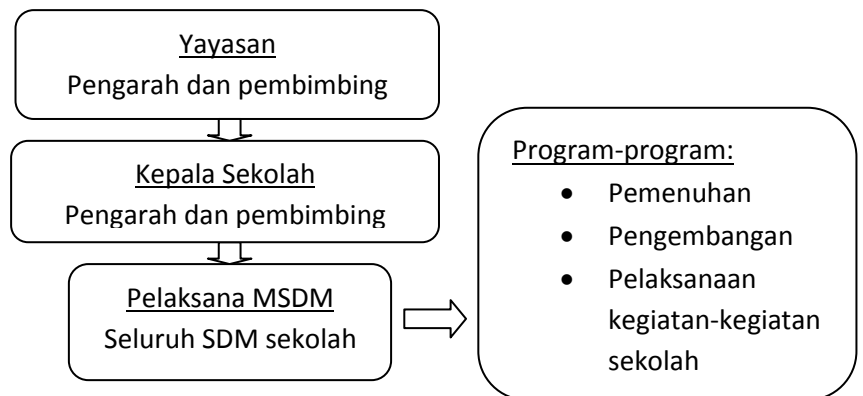 Yayasan
Pengarah dan pembimbing
Kepala Sekolah
Pengarah dan pembimbing
Pelaksana MSDM
Seluruh SDM sekolah
Program-program:
• Pemenuhan
• Pengembangan
• Pelaksanaan
kegiatan-kegiatan
sekolah